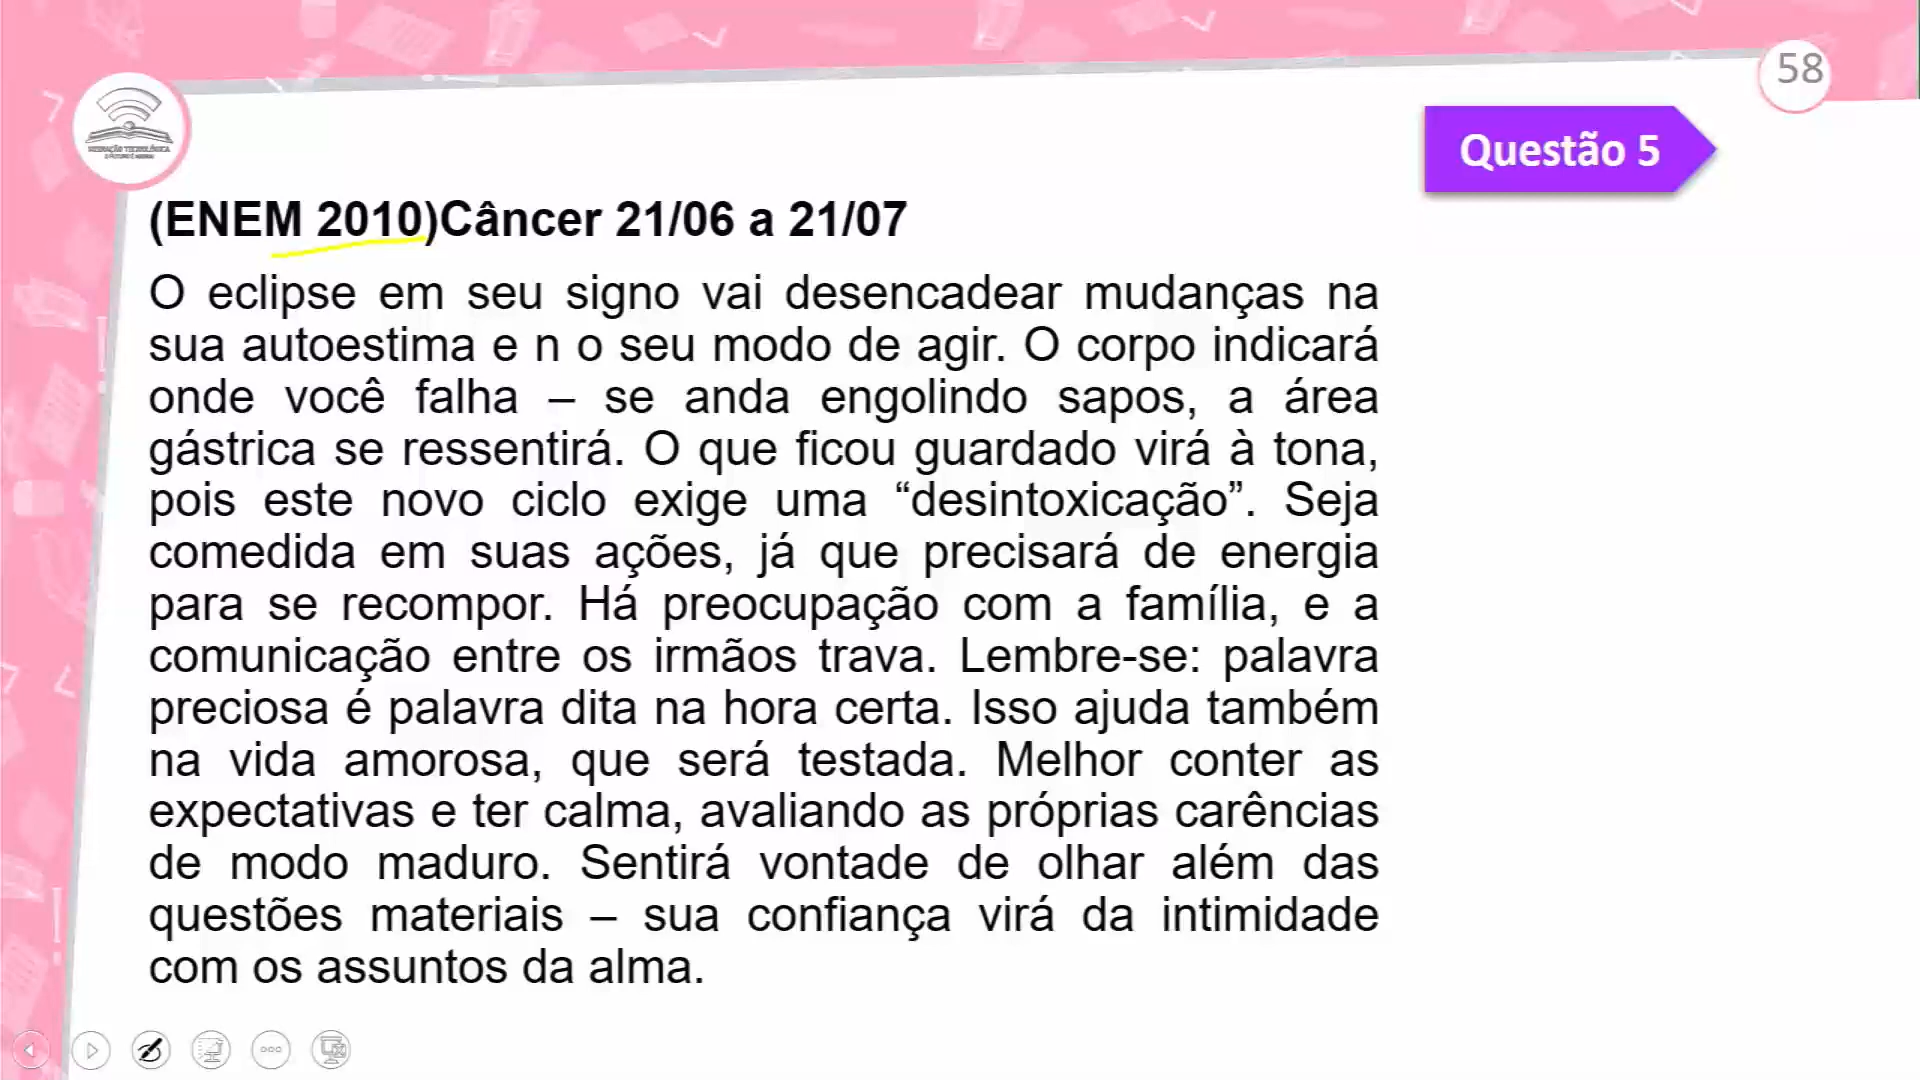 58
Questão 5
MEDIAÇÃO TECNOLÓGICA
(ENEM 2010)Câncer 21/06 a 21/07
O eclipse em seu signo vai desencadear mudanças na
sua autoestima e n o seu modo de agir. O corpo indicará
onde você falha – se anda engolindo sapos, a área
gástrica se ressentirá. O que ficou guardado virá à tona,
pois este novo ciclo exige uma “desintoxicação”. Seja
comedida em suas ações, já que precisará de energia
para se recompor. Há preocupação com a família, e a
comunicação entre os irmãos trava. Lembre-se: palavra
preciosa é palavra dita na hora certa. Isso ajuda também
na vida amorosa, que será testada. Melhor conter as
expectativas e ter calma, avaliando as próprias carências
de modo maduro. Sentirá vontade de olhar além das
questões materiais – sua confiança virá da intimidade
com os assuntos da alma.